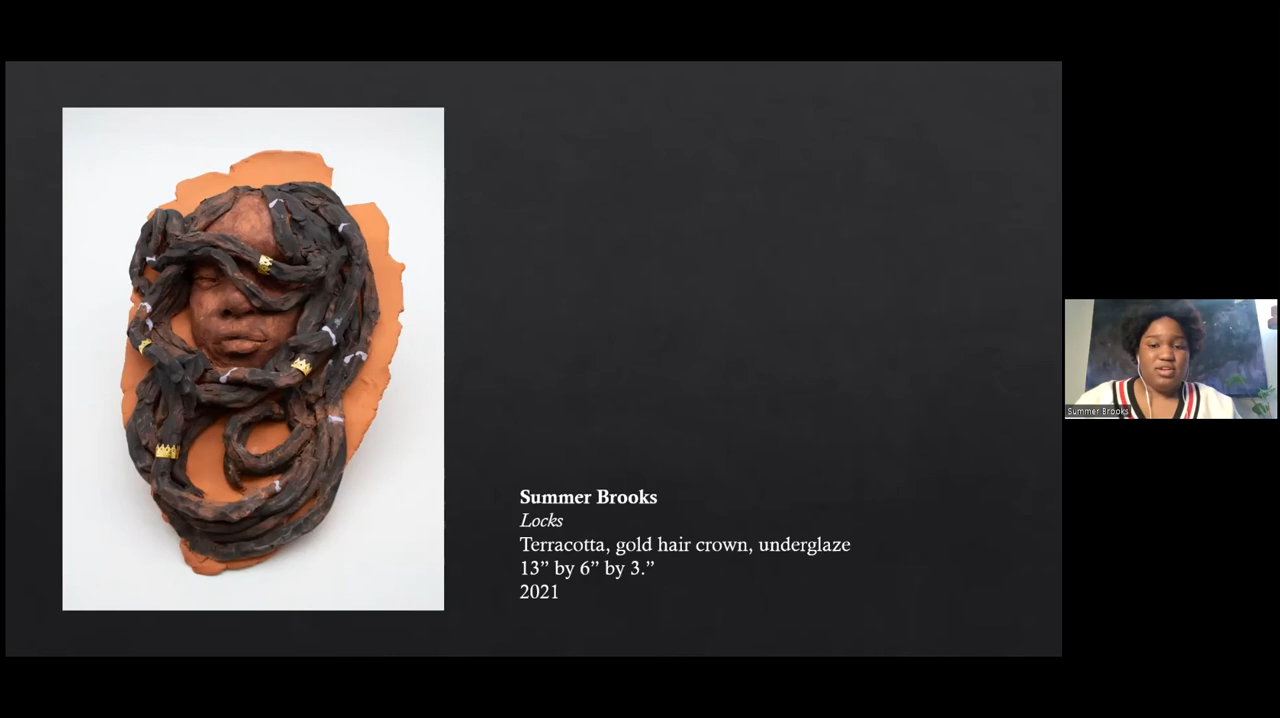 Summer Brooks
Locks
Terracotta, gold hair crown, underglaze
13” by 6” by 3.”
2021
Summer Brooks